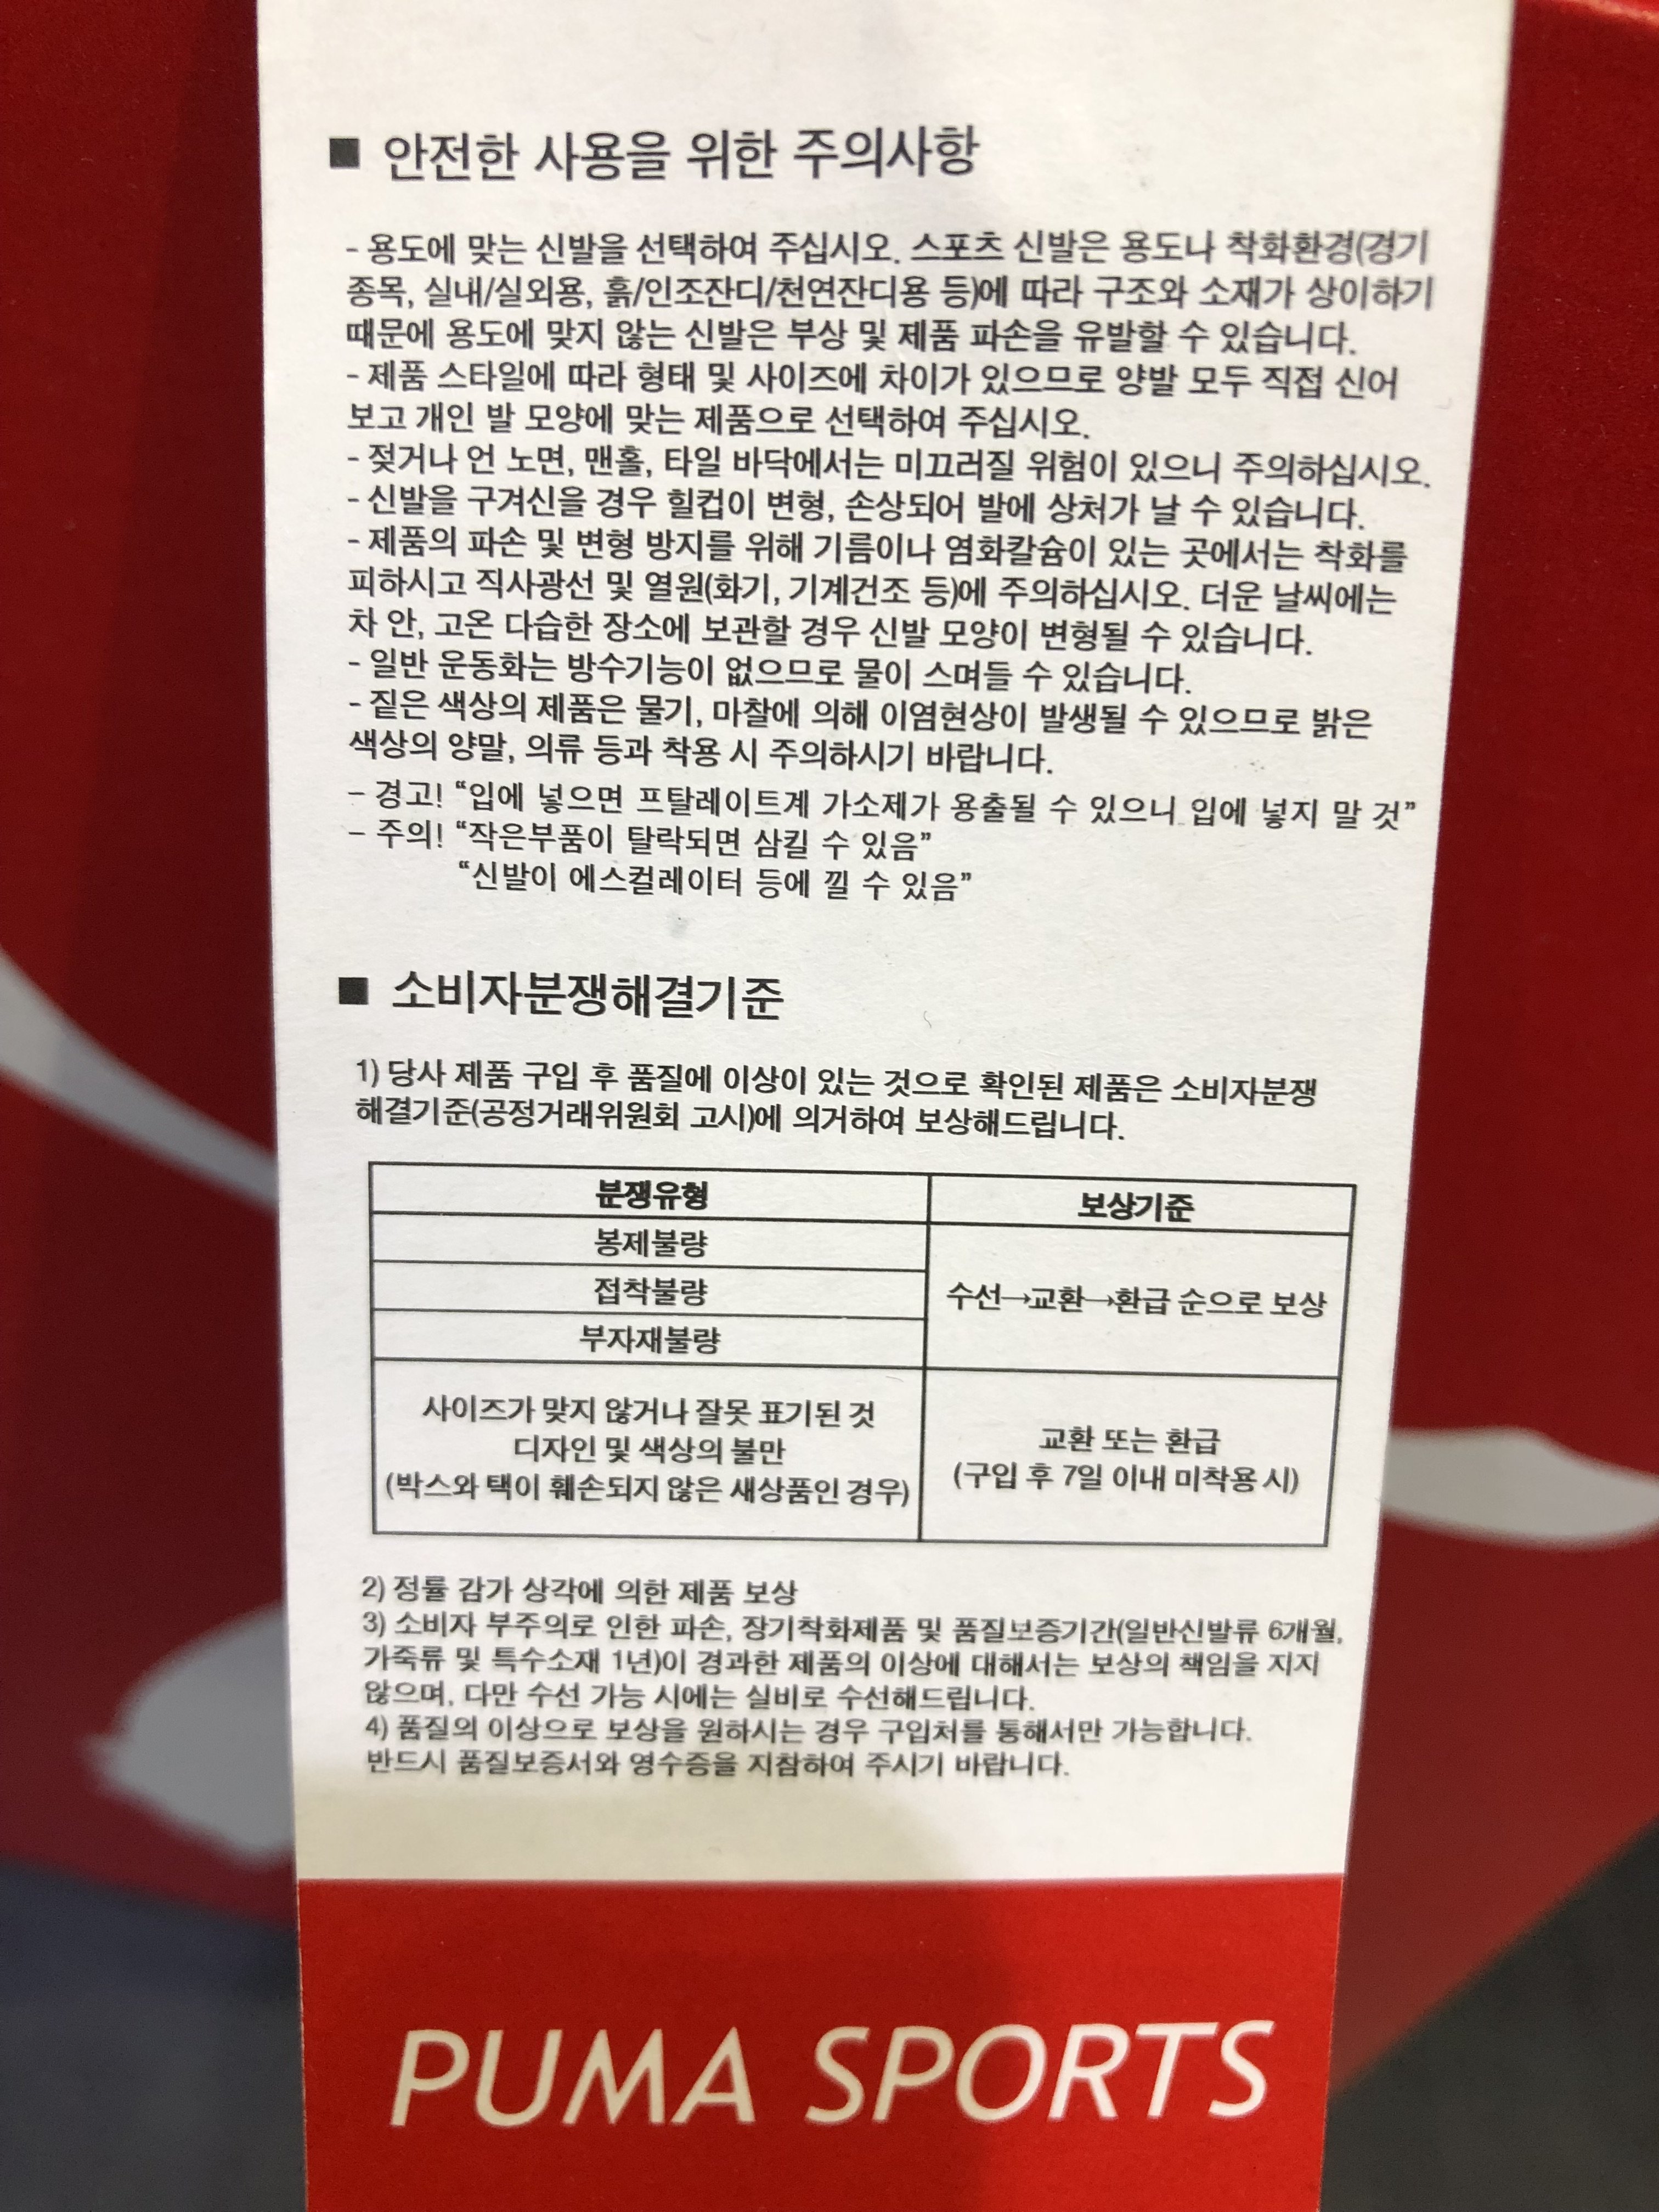 ■ 안전한 사용을 위한 주의사항
- 용도에 맞는 신발을 선택하여 주십시오. 스포츠 신발은 용도나 착화환경(경기
종목, 실내/실외용, 흙/인조잔디/천연잔디용 등)에 따라 구조와 소재가 상이하기
때문에 용도에 맞지 않는 신발은 부상 및 제품 파손을 유발할 수 있습니다.
- 제품 스타일에 따라 형태 및 사이즈에 차이가 있으므로 양발 모두 직접 신어
보고 개인 발 모양에 맞는 제품으로 선택하여 주십시오.
- 젖거나 언 노면, 맨홀, 타일 바닥에서는 미끄러질 위험이 있으니 주의하십시오.
- 신발을 구겨신을 경우 힐컵이 변형, 손상되어 발에 상처가 날 수 있습니다.
- 제품의 파손 및 변형 방지를 위해 기름이나 염화칼슘이 있는 곳에서는 착화를
피하시고 직사광선 및 열원(화기, 기계건조 등)에 주의하십시오. 더운 날씨에는
차 안, 고온 다습한 장소에 보관할 경우 신발 모양이 변형될 수 있습니다.
- 일반 운동화는 방수기능이 없으므로 물이 스며들 수 있습니다.
- 짙은 색상의 제품은 물기, 마찰에 의해 이염현상이 발생될 수 있으므로 밝은
색상의 양말, 의류 등과 착용 시 주의하시기 바랍니다.
- 경고! “입에 넣으면 프탈레이트계 가소제가 용출될 수 있으니 입에 넣지 말 것”
- 주의! “작은부품이 탈락되면 삼킬 수 있음”
“신발이 에스컬레이터 등에 낄 수 있음”
■ 소비자분쟁해결기준
1) 당사 제품 구입 후 품질에 이상이 있는 것으로 확인된 제품은 소비자분쟁
해결기준(공정거래위원회 고시)에 의거하여 보상해드립니다.
분쟁유형 보상기준
봉제불량
접착불량
수선→교환→환급 순으로 보상
부자재불량
사이즈가 맞지 않거나 잘못 표기된 것
디자인 및 색상의 불만
(박스와 택이 훼손되지 않은 새상품인 경우)
교환 또는 환급
(구입 후 7일 이내 미착용 시)
2) 정률 감가 상각에 의한 제품 보상
3) 소비자 부주의로 인한 파손, 장기착화제품 및 품질보증기간(일반신발류 6개월,
가죽류 및 특수소재 1년)이 경과한 제품의 이상에 대해서는 보상의 책임을 지지
않으며, 다만 수선 가능 시에는 실비로 수선해드립니다.
4) 품질의 이상으로 보상을 원하시는 경우 구입처를 통해서만 가능합니다.
반드시 품질보증서와 영수증을 지참하여 주시기 바랍니다.
PUMA SPORTS